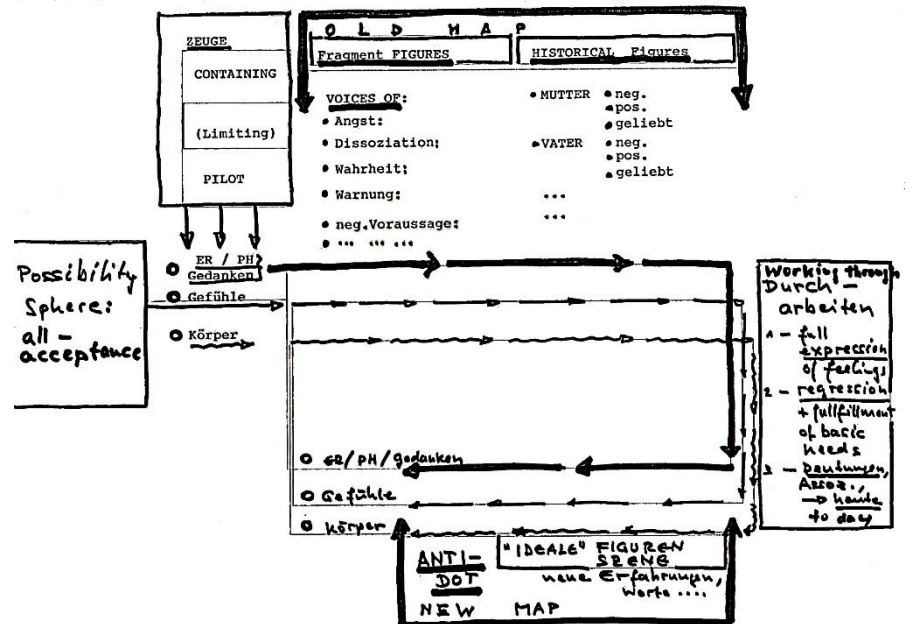 OLD MAP
ZEUGE
CONTAINING
(Limiting)
PILOT
Fragment FIGURES
HISTORICAL Figures
VOICES OF:
• Angst:
• Dissoziation;
• Wahrheit;
• Warnung:
• neg.Voraussage:
• ... ... ...
• MUTTER
• neg.
• pos.
• geliebt
• VATER
• neg.
• pos.
• geliebt
...
...
Possibility
Sphere:
all-
acceptance
ER / PH
Gedanken
Gefühle
Körper
Working through
Durch-
arbeiten
1 - full
expression
of feelings
2 - regression
+ fullfillment
of basic
needs
3 - Deutungen,
Assoz.,
→ heute
to day
ER/PH/Gedanken
Gefühle
Körper
ANTI-
DOT
"IDEALE" FIGUREN
SZENE
neue Erfahrungen,
Worte ....
NEW MAP